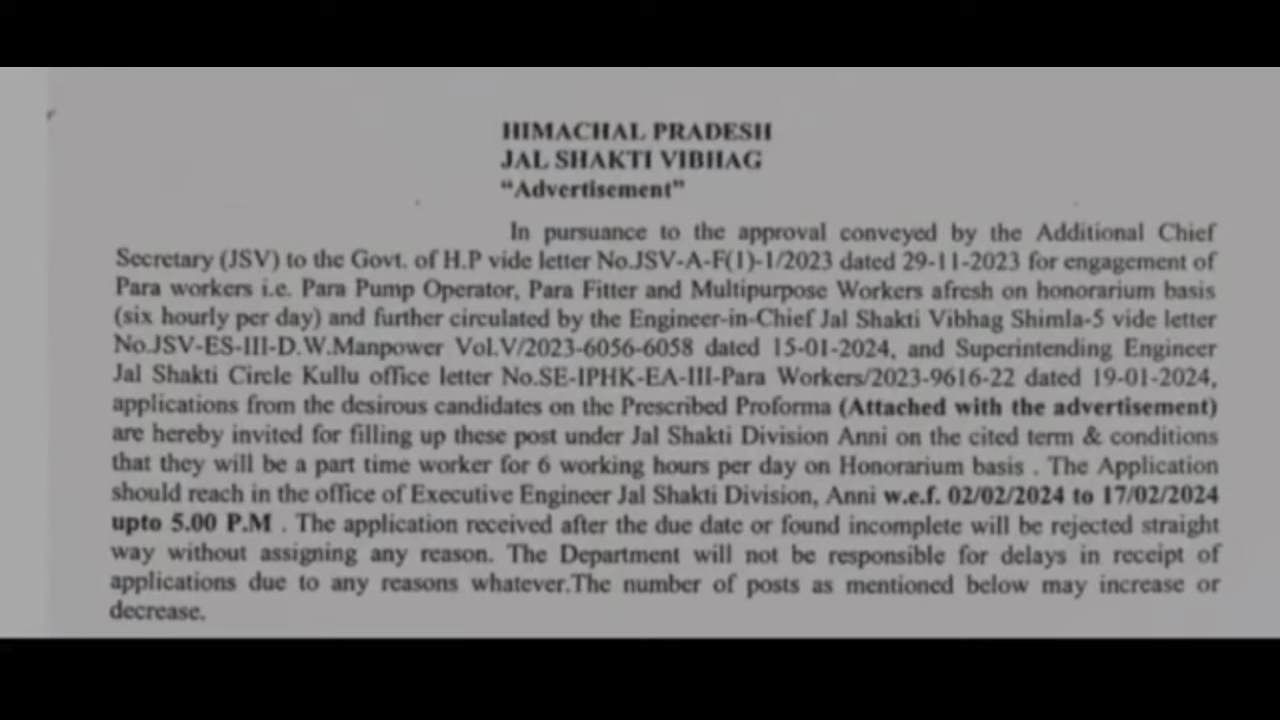 HIMACHAL PRADESH
JAL SHAKTI VIBHAG
"Advertisement"
In pursuance to the approval conveyed by the Additional Chief
Secretary (JSV) to the Govt. of H.P vide letter No.JSV-A-F(1)-1/2023 dated 29-11-2023 for engagement of
Para workers i.e. Para Pump Operator, Para Fitter and Multipurpose Workers afresh on honorarium basis
(six hourly per day) and further circulated by the Engineer-in-Chief Jal Shakti Vibhag Shimla-5 vide letter
No.JSV-ES-III-D.W.Manpower Vol.V/2023-6056-6058 dated 15-01-2024, and Superintending Engineer
Jal Shakti Circle Kullu office letter No.SE-IPHK-EA-III-Para Workers/2023-9616-22 dated 19-01-2024,
applications from the desirous candidates on the Prescribed Proforma (Attached with the advertisement)
are hereby invited for filling up these post under Jal Shakti Division Anni on the cited term & conditions
that they will be a part time worker for 6 working hours per day on Honorarium basis . The Application
should reach in the office of Executive Engineer Jal Shakti Division, Anni w.e.f. 02/02/2024 to 17/02/2024
upto 5.00 P.M . The application received after the due date or found incomplete will be rejected straight
way without assigning any reason. The Department will not be responsible for delays in receipt of
applications due to any reasons whatever.The number of posts as mentioned below may increase or
decrease.